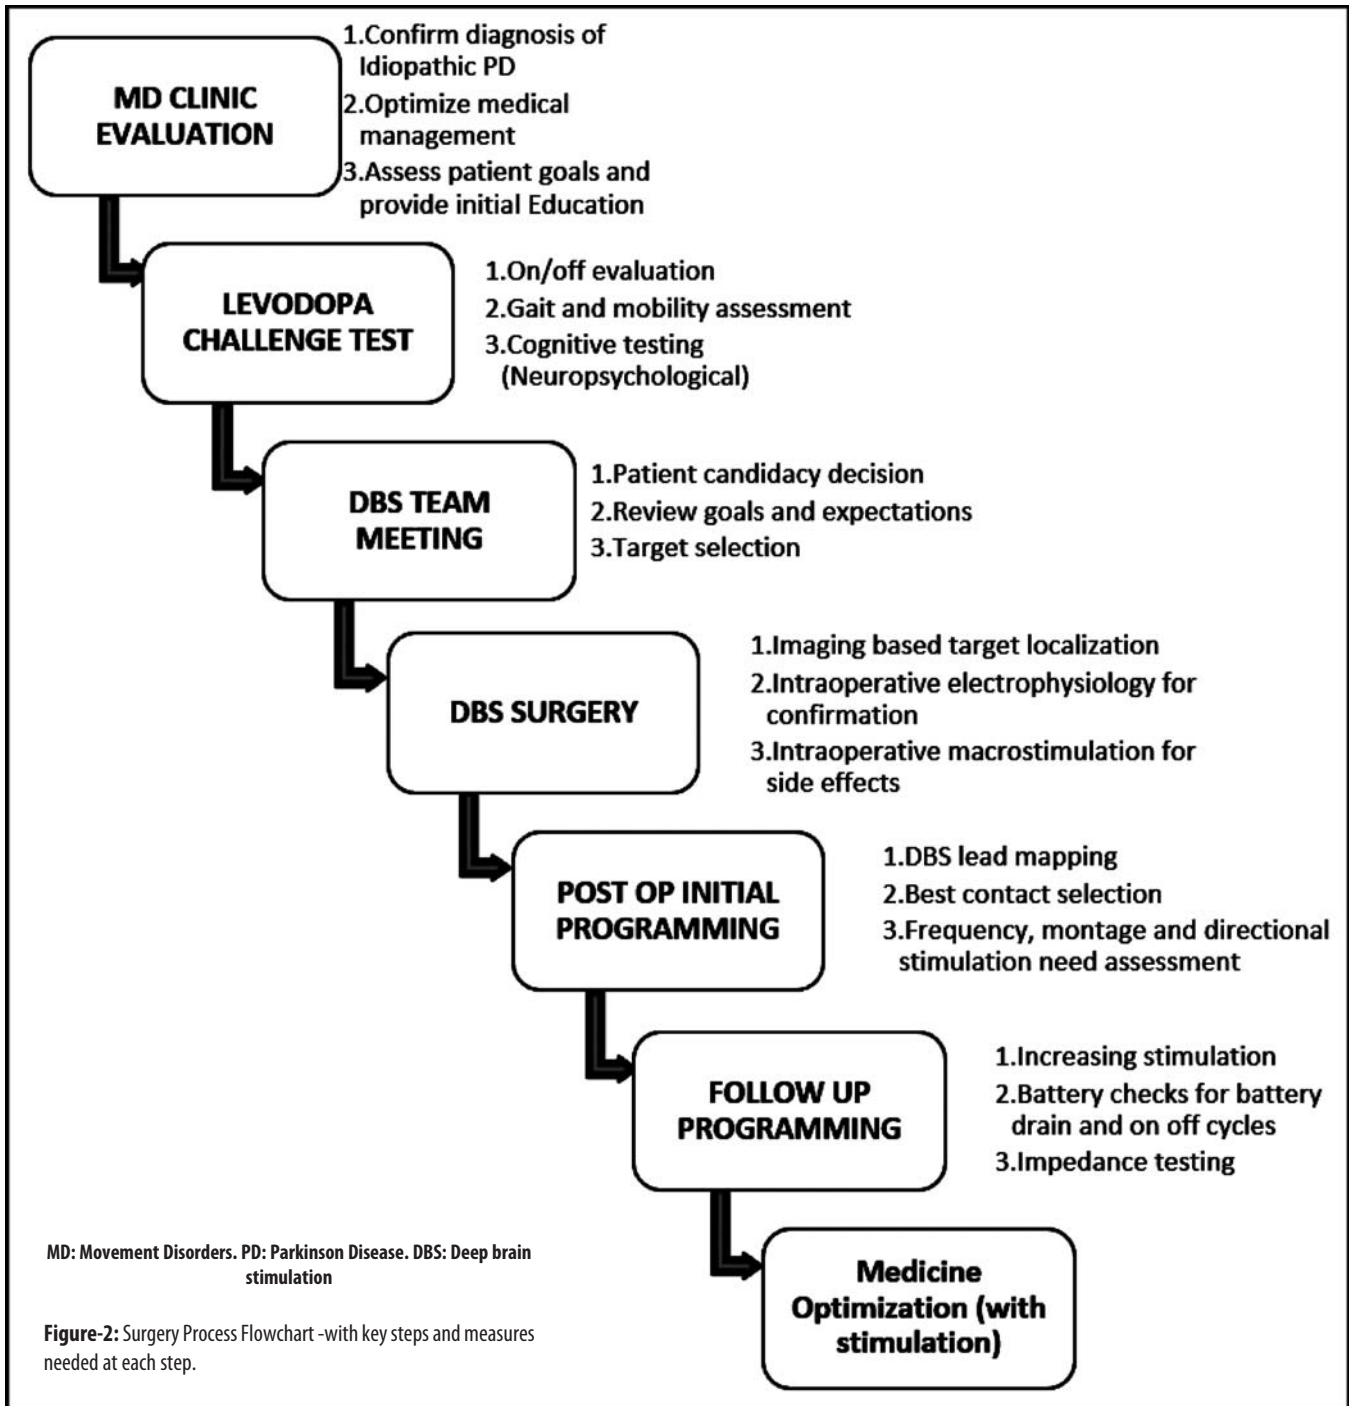 MD CLINIC
EVALUATION
1.Confirm diagnosis of
Idiopathic PD
2.Optimize medical
management
3.Assess patient goals and
provide initial Education
LEVODOPA
CHALLENGE TEST
1.On/off evaluation
2.Gait and mobility assessment
3.Cognitive testing
(Neuropsychological)
DBS TEAM
MEETING
1.Patient candidacy decision
2.Review goals and expectations
3.Target selection
DBS SURGERY
1.Imaging based target localization
2.Intraoperative electrophysiology for
confirmation
3.Intraoperative macrostimulation for
side effects
POST OP INITIAL
PROGRAMMING
1.DBS lead mapping
2.Best contact selection
3.Frequency, montage and directional
stimulation need assessment
FOLLOW UP
PROGRAMMING
1.Increasing stimulation
2.Battery checks for battery
drain and on off cycles
3.Impedance testing
Medicine
Optimization (with
stimulation)
MD: Movement Disorders. PD: Parkinson Disease. DBS: Deep brain
stimulation
Figure-2: Surgery Process Flowchart -with key steps and measures
needed at each step.